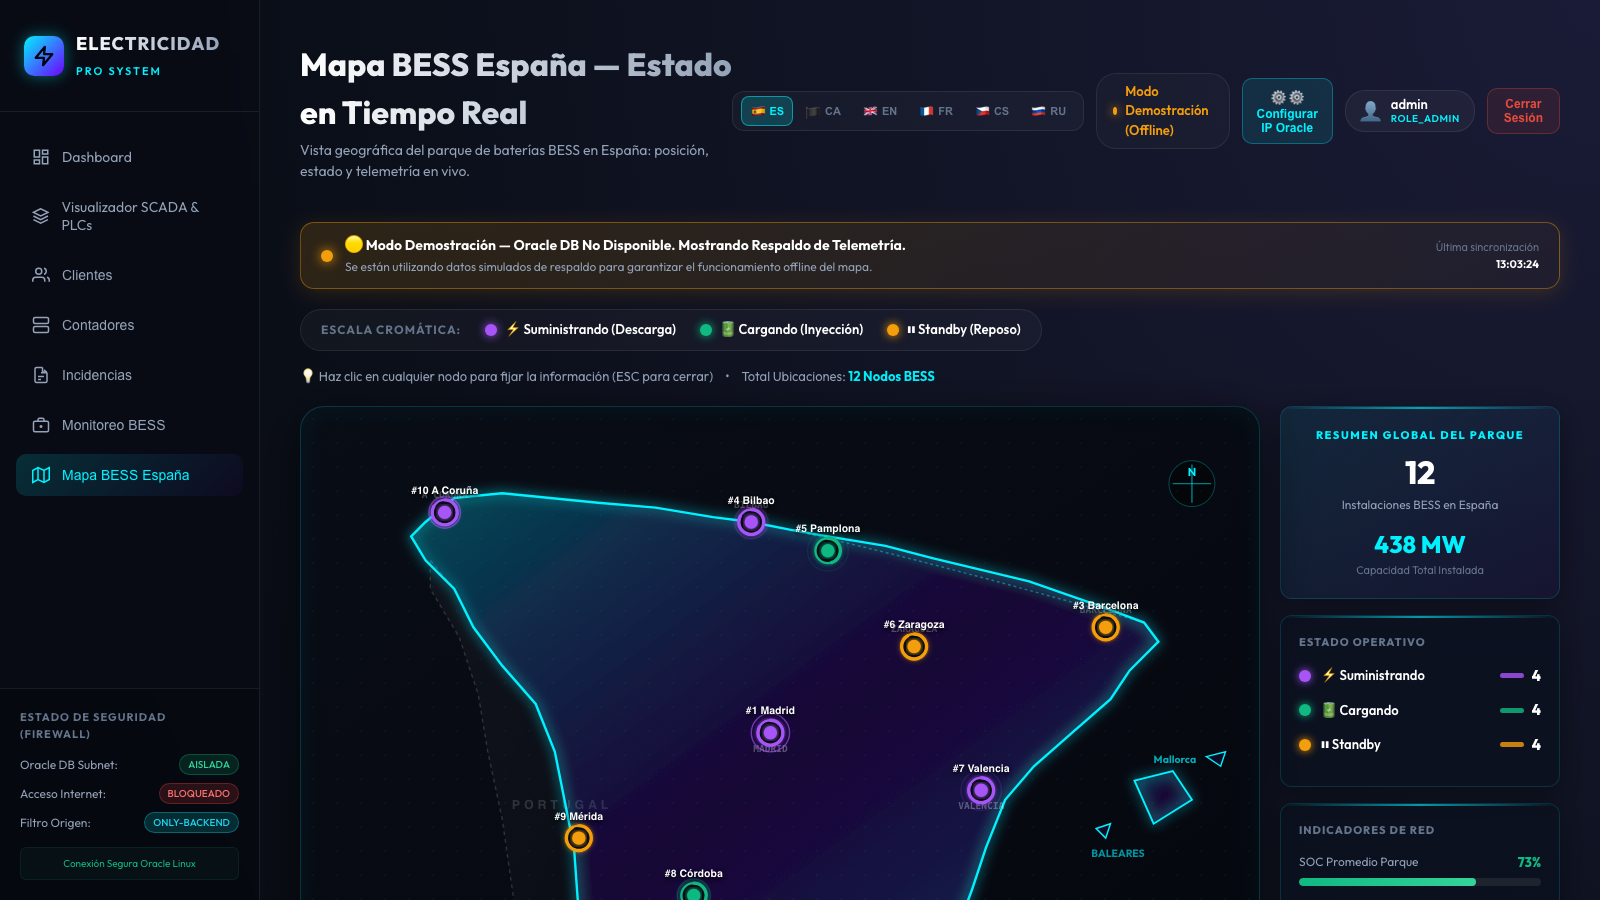 ELECTRICIDAD
PRO SYSTEM
Dashboard
Visualizador SCADA &
PLCs
Clientes
Contadores
Incidencias
Monitoreo BESS
Mapa BESS España
ESTADO DE SEGURIDAD
(FIREWALL)
Oracle DB Subnet: AISLADA
Acceso Internet: BLOQUEADO
Filtro Origen: ONLY-BACKEND
Conexión Segura Oracle Linux
Mapa BESS España — Estado
en Tiempo Real
Vista geográfica del parque de baterías BESS en España: posición,
estado y telemetría en vivo.
ES CA EN FR CS RU
Modo
Demostración
(Offline)
Configurar
IP Oracle
admin
ROLE_ADMIN
Cerrar
Sesión
Modo Demostración — Oracle DB No Disponible. Mostrando Respaldo de Telemetría.
Se están utilizando datos simulados de respaldo para garantizar el funcionamiento offline del mapa.
Última sincronización
13:03:24
ESCALA CROMÁTICA: Suministrando (Descarga) Cargando (Inyección) Standby (Reposo)
Haz clic en cualquier nodo para fijar la información (ESC para cerrar) • Total Ubicaciones: 12 Nodos BESS
N
#10 A Coruña
#4 Bilbao
BILBAO
#5 Pamplona
#3 Barcelona
BARCELONA
#6 Zaragoza
ZARAGOZA
#1 Madrid
MADRID
#7 Valencia
VALENCIA
Mallorca
BALEARES
PORTUGAL
#9 Mérida
#8 Córdoba
RESUMEN GLOBAL DEL PARQUE
12
Instalaciones BESS en España
438 MW
Capacidad Total Instalada
ESTADO OPERATIVO
Suministrando 4
Cargando 4
Standby 4
INDICADORES DE RED
SOC Promedio Parque 73%